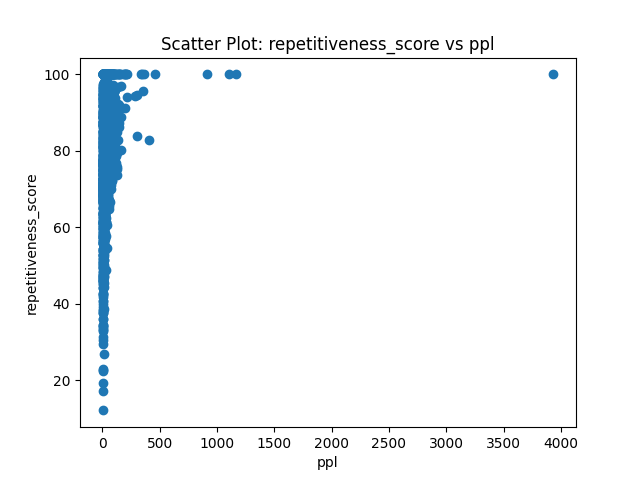 Scatter Plot: repetitiveness_score vs ppl
100
80
60
40
20
repetitiveness_score
0 500 1000 1500 2000 2500 3000 3500 4000
ppl